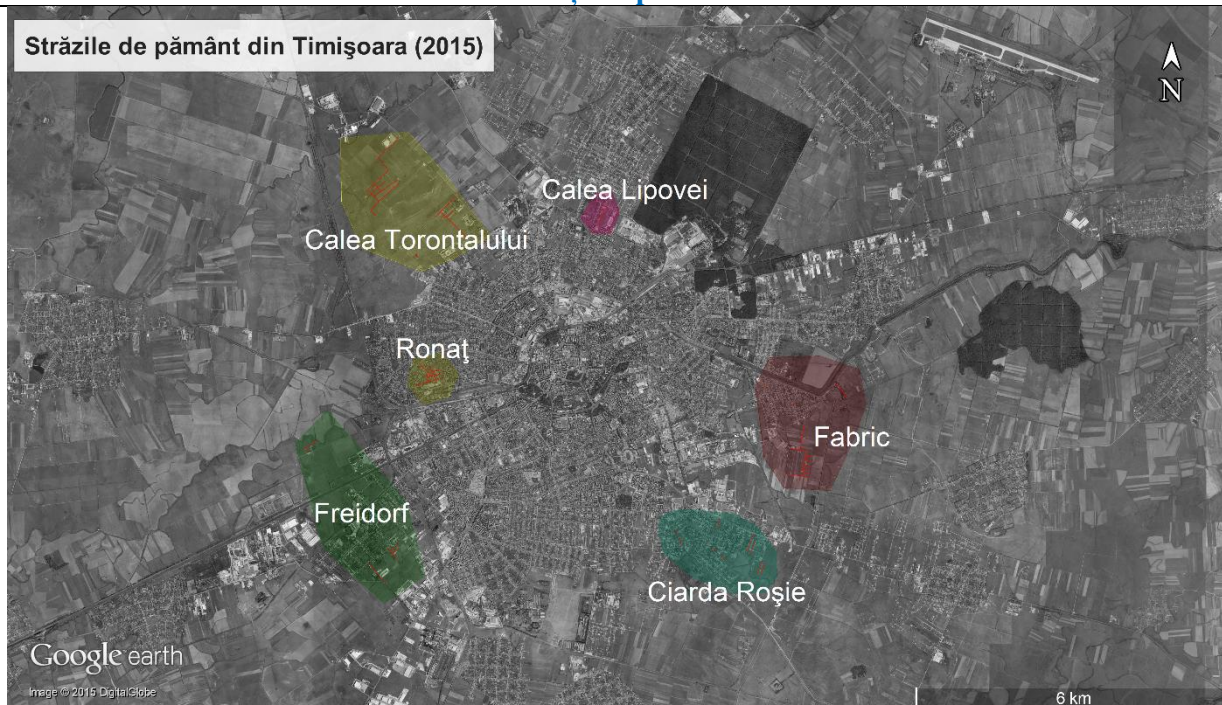 Străzile de pământ din Timişoara (2015)
N
Calea Lipovei
Calea Torontalului
Ronaţ
Fabric
Freidorf
Ciarda Roşie
Google earth
Image © 2015 DigitalGlobe
6 km